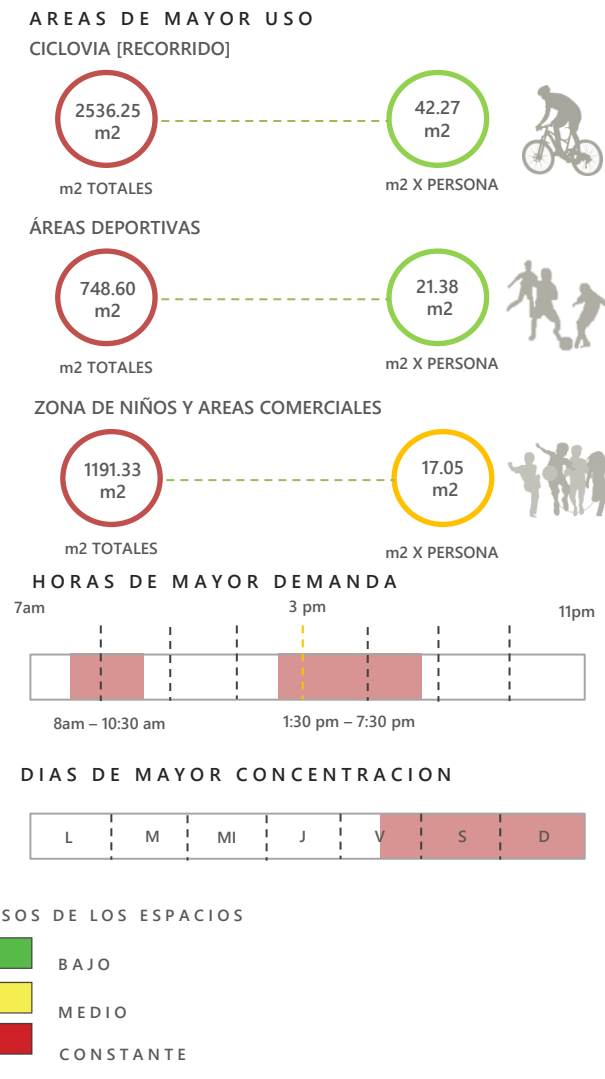 AREAS DE MAYOR USO
CICLOVIA [RECORRIDO]
2536.25
m2
42.27
m2
m2 TOTALES
m2 X PERSONA
ÁREAS DEPORTIVAS
748.60
m2
21.38
m2
m2 TOTALES
m2 X PERSONA
ZONA DE NIÑOS Y AREAS COMERCIALES
1191.33
m2
17.05
m2
m2 TOTALES
m2 X PERSONA
HORAS DE MAYOR DEMANDA
7am
3 pm
11pm
8am – 10:30 am
1:30 pm – 7:30 pm
DIAS DE MAYOR CONCENTRACION
L M MI J V S D
SOS DE LOS ESPACIOS
BAJO
MEDIO
CONSTANTE